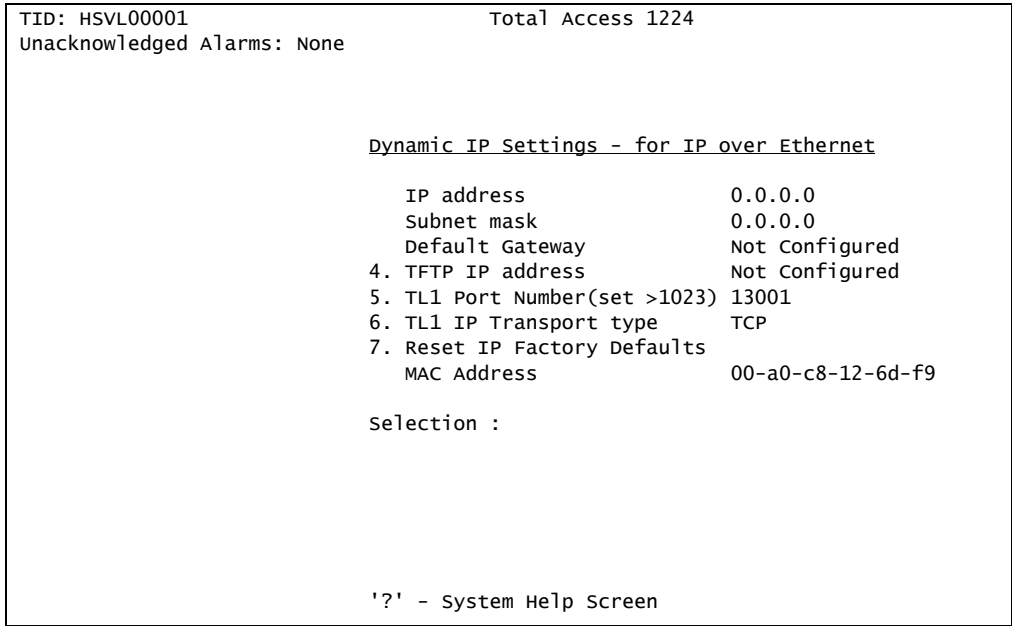 TID: HSVL00001 Total Access 1224
Unacknowledged Alarms: None
Dynamic IP Settings - for IP over Ethernet
IP address 0.0.0.0
Subnet mask 0.0.0.0
Default Gateway Not Configured
4. TFTP IP address Not Configured
5. TL1 Port Number(set >1023) 13001
6. TL1 IP Transport type TCP
7. Reset IP Factory Defaults
MAC Address 00-a0-c8-12-6d-f9
Selection :
'?' - System Help Screen